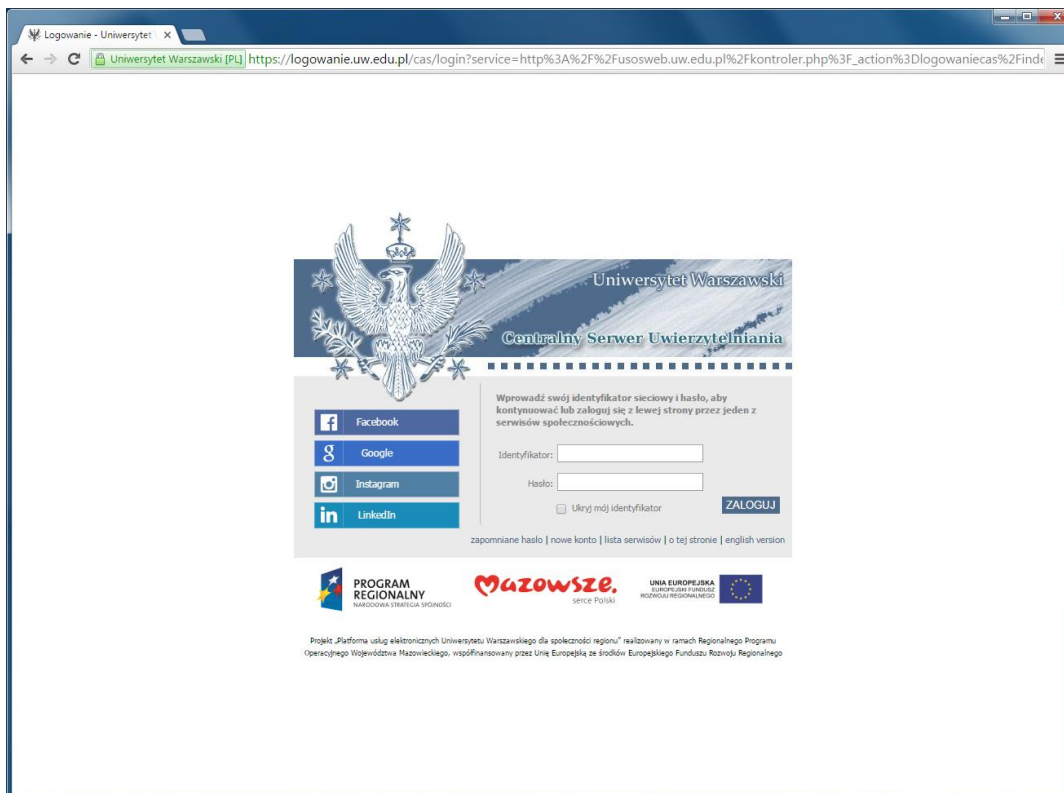 Logowanie - Uniwersytet
Uniwersytet Warszawski [PL] https://logowanie.uw.edu.pl/cas/login?service=http%3A%2F%2Fusosweb.uw.edu.pl%2Fkontroler.php%3F_action%3Dlogowaniecas%2Finde
Uniwersytet Warszawski
Centralny Serwer Uwierzytelniania
Wprowadź swój identyfikator sieciowy i hasło, aby
kontynuować lub zaloguj się z lewej strony przez jeden z
serwisów społecznościowych.
Facebook
Google
Instagram
LinkedIn
Identyfikator:
Hasło:
Ukryj mój identyfikator
ZALOGUJ
zapomniane hasło | nowe konto | lista serwisów | o tej stronie | english version
PROGRAM
REGIONALNY
NARODOWA STRATEGIA SPÓJNOŚCI
Mazowsze.
serce Polski
UNIA EUROPEJSKA
EUROPEJSKI FUNDUSZ
ROZWOJU REGIONALNEGO
Projekt „Platforma usług elektronicznych Uniwersytetu Warszawskiego dla społeczności regionu” realizowany w ramach Regionalnego Programu
Operacyjnego Województwa Mazowieckiego, współfinansowany przez Unię Europejską ze środków Europejskiego Funduszu Rozwoju Regionalnego